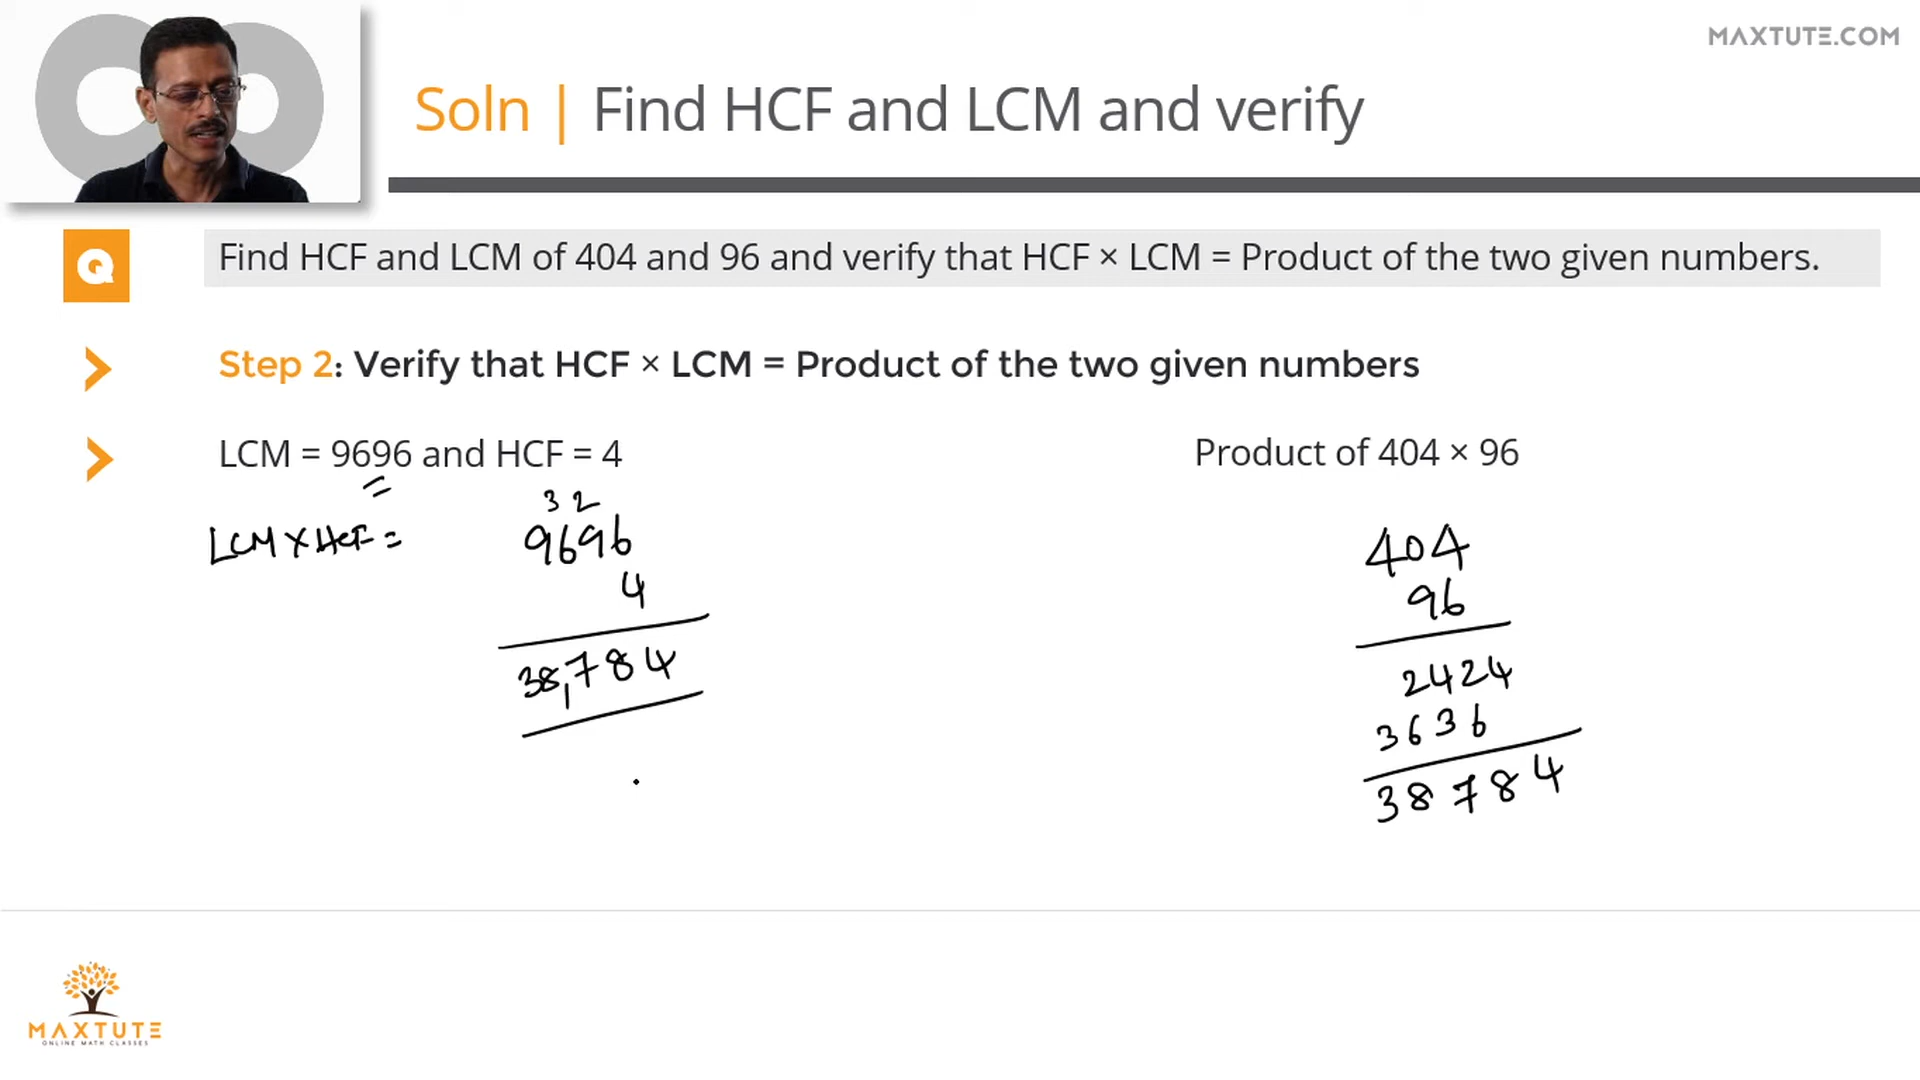 MAXTUTE.COM
Soln | Find HCF and LCM and verify
Q
Find HCF and LCM of 404 and 96 and verify that HCF × LCM = Product of the two given numbers.
Step 2: Verify that HCF × LCM = Product of the two given numbers
LCM = 9696 and HCF = 4
LCM X HCF =
3 2
9696
4
38,784
Product of 404 × 96
404
96
2424
3636
38784
MAXTUTE
ONLINE MATH CLASSES